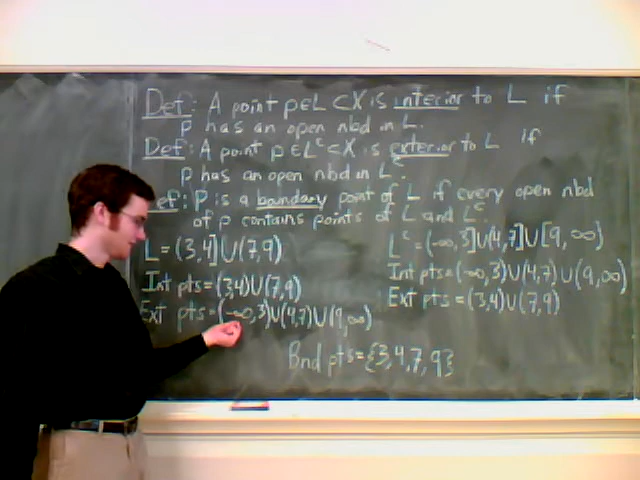 Def: A point p∈L⊂X is interior to L if
p has an open nbd in L.
Def: A point p∈Lᶜ⊂X is exterior to L if
p has an open nbd in Lᶜ.
Def: P is a boundary point of L if every open nbd
of p contains points of L and Lᶜ.
L = (3,4]∪(7,9)
Int pts=(3,4)∪(7,9)
Ext pts=(-∞,3)∪(4,7)∪(9,∞)
Lᶜ=(-∞,3]∪(4,7]∪[9,∞)
Int pts=(-∞,3)∪(4,7)∪(9,∞)
Ext pts=(3,4)∪(7,9)
Bnd pts={3,4,7,9}